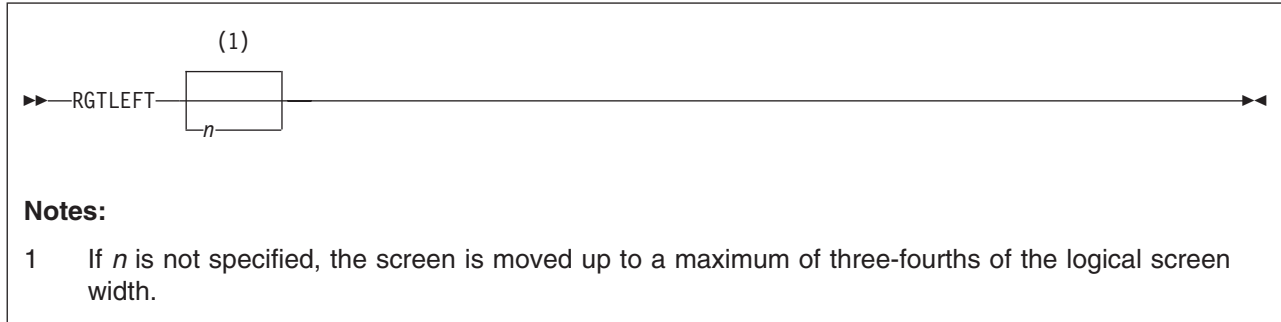 (1)
RGTLEFT
n
Notes:
1 If n is not specified, the screen is moved up to a maximum of three-fourths of the logical screen
width.